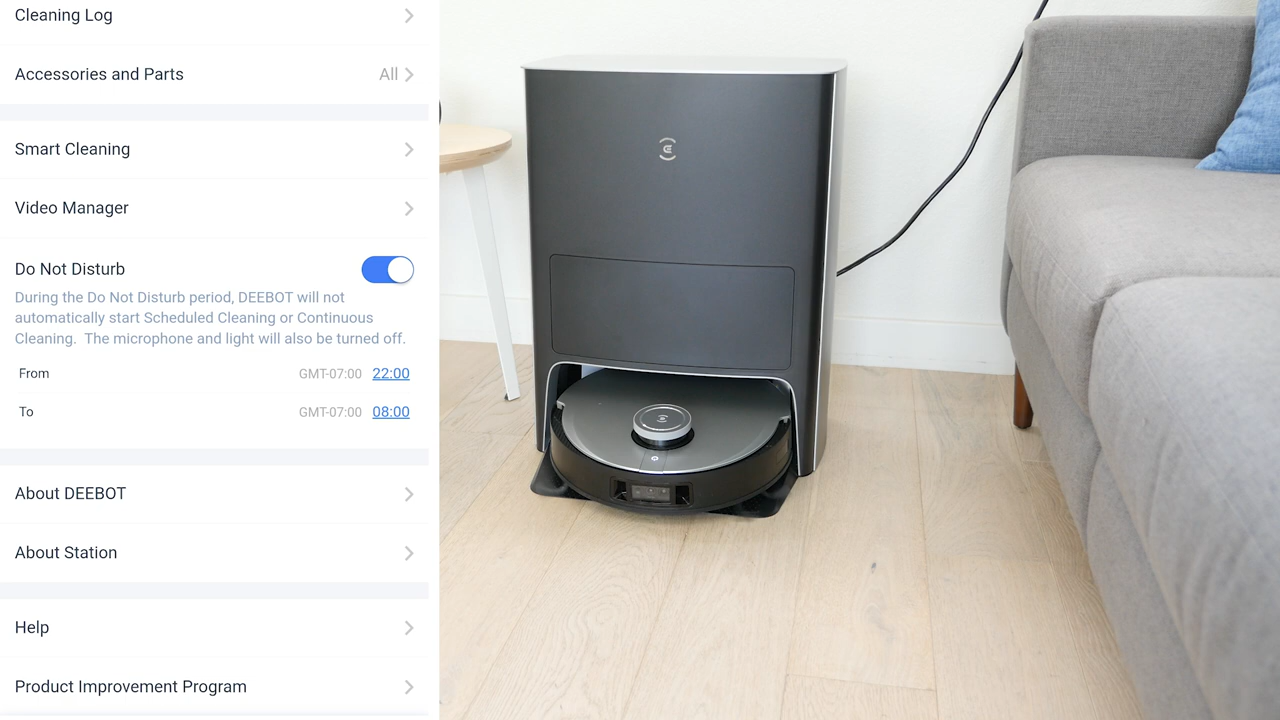 Cleaning Log
Accessories and Parts All
Smart Cleaning
Video Manager
Do Not Disturb
During the Do Not Disturb period, DEEBOT will not
automatically start Scheduled Cleaning or Continuous
Cleaning. The microphone and light will also be turned off.
From GMT-07:00 22:00
To GMT-07:00 08:00
About DEEBOT
About Station
Help
Product Improvement Program